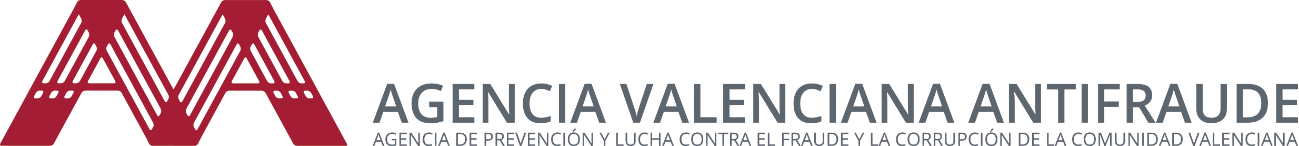 AGENCIA VALENCIANA ANTIFRAUDE
AGENCIA DE PREVENCIÓN Y LUCHA CONTRA EL FRAUDE Y LA CORRUPCIÓN DE LA COMUNIDAD VALENCIANA